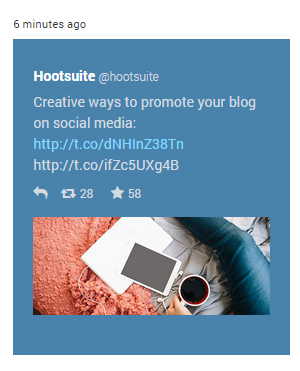 6 minutes ago
Hootsuite @hootsuite
Creative ways to promote your blog
on social media:
http://t.co/dNHInZ38Tn
http://t.co/ifZc5UXg4B
28 58